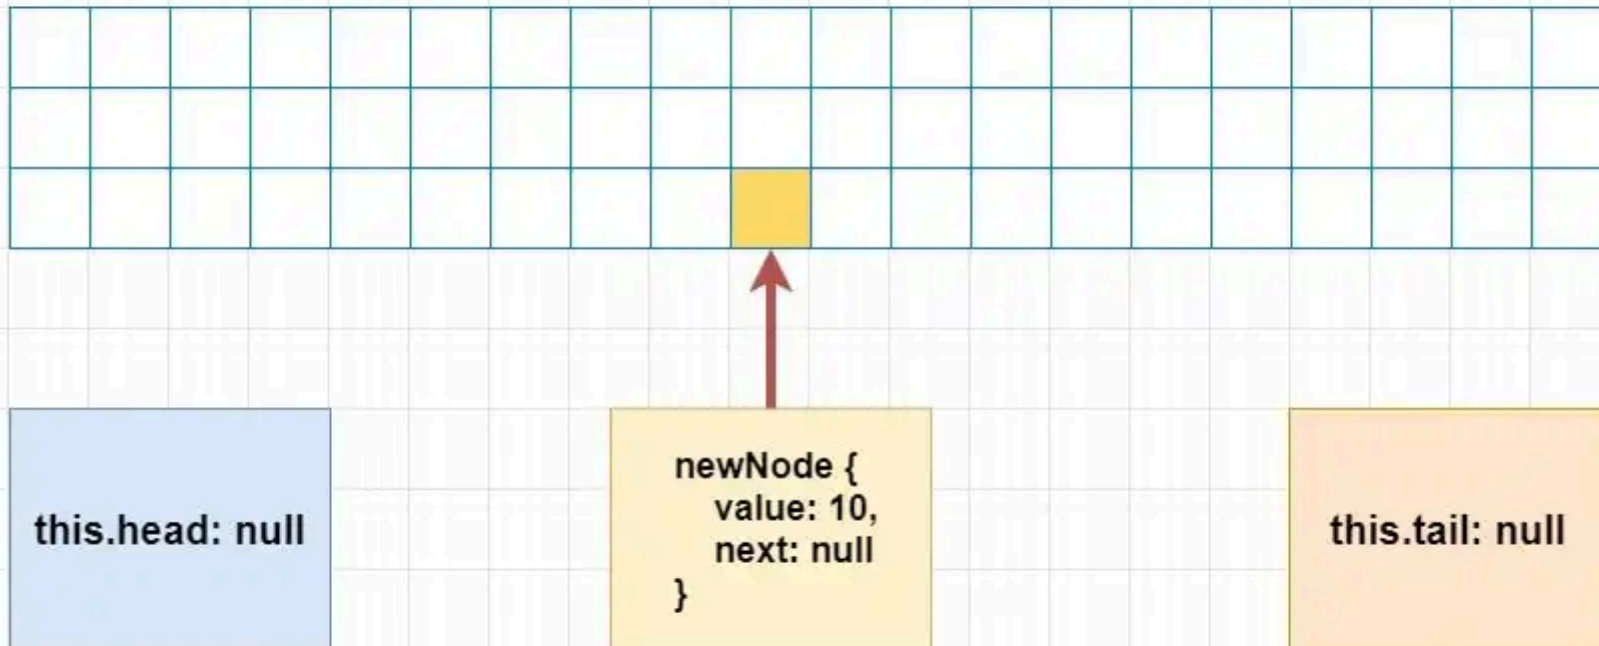 this.head: null
newNode {
value: 10,
next: null
}
this.tail: null